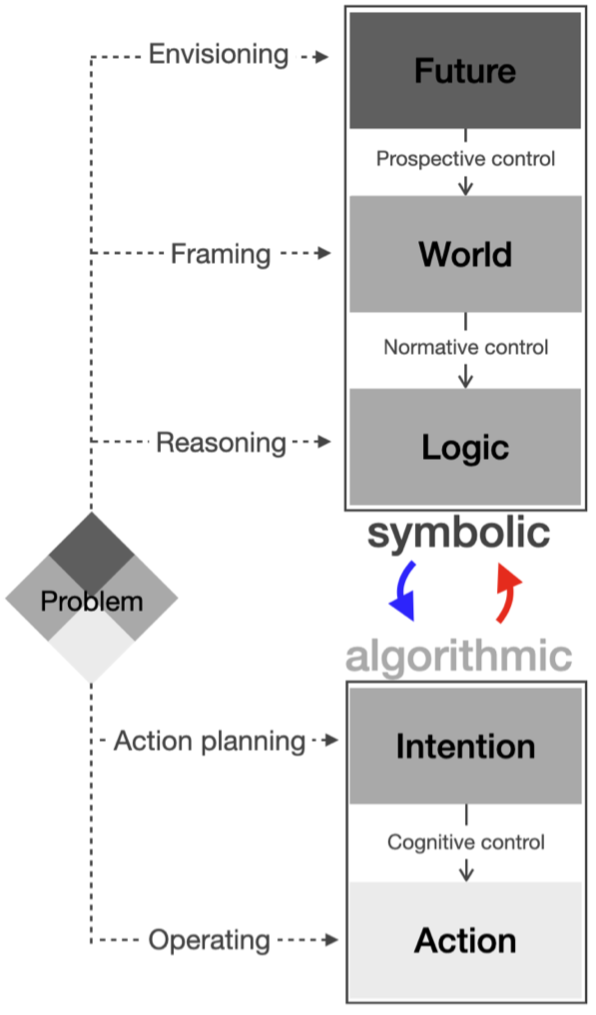 Envisioning
Future
Prospective control
Framing
World
Normative control
Reasoning
Logic
symbolic
Problem
algorithmic
Action planning
Intention
Cognitive control
Operating
Action